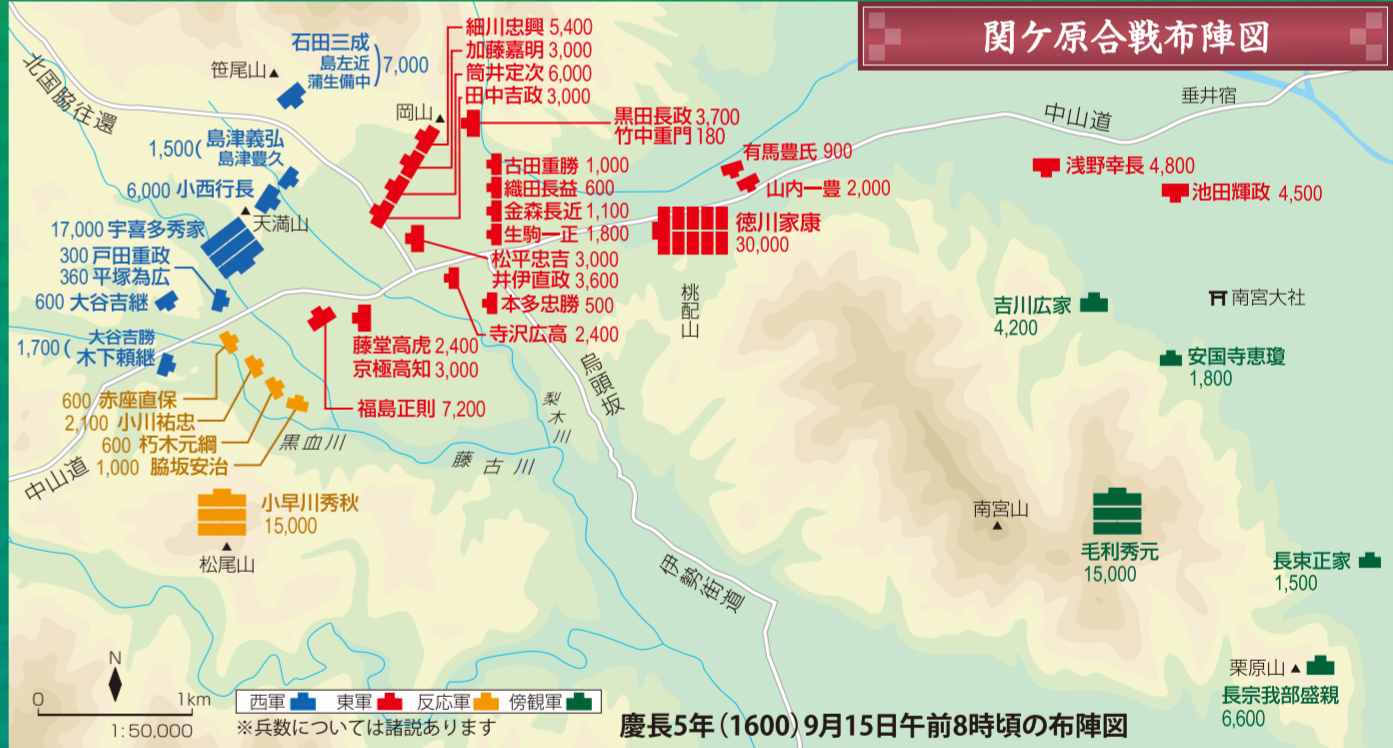 関ケ原合戦布陣図
石田三成
島左近
蒲生備中
7,000
笹尾山
北国脇往還
島津義弘
島津豊久
1,500(
6,000 小西行長
天満山
17,000 宇喜多秀家
300 戸田重政
360 平塚為広
600 大谷吉継
大谷吉勝
木下頼継
1,700(
600 赤座直保
2,100 小川祐忠
600 朽木元綱
1,000 脇坂安治
中山道
小早川秀秋
15,000
松尾山
黒血川
藤古川
梨木川
細川忠興 5,400
加藤嘉明 3,000
筒井定次 6,000
田中吉政 3,000
岡山
黒田長政 3,700
竹中重門 180
古田重勝 1,000
織田長益 600
金森長近 1,100
生駒一正 1,800
松平忠吉 3,000
井伊直政 3,600
本多忠勝 500
寺沢広高 2,400
藤堂高虎 2,400
京極高知 3,000
福島正則 7,200
烏頭坂
伊勢街道
有馬豊氏 900
山内一豊 2,000
徳川家康
30,000
桃配山
中山道
垂井宿
浅野幸長 4,800
池田輝政 4,500
吉川広家
4,200
南宮大社
安国寺恵瓊
1,800
南宮山
毛利秀元
15,000
長束正家
1,500
栗原山
長宗我部盛親
6,600
N
0 1km
1:50,000
西軍 東軍 反応軍 傍観軍
※兵数については諸説あります
慶長5年(1600)9月15日午前8時頃の布陣図